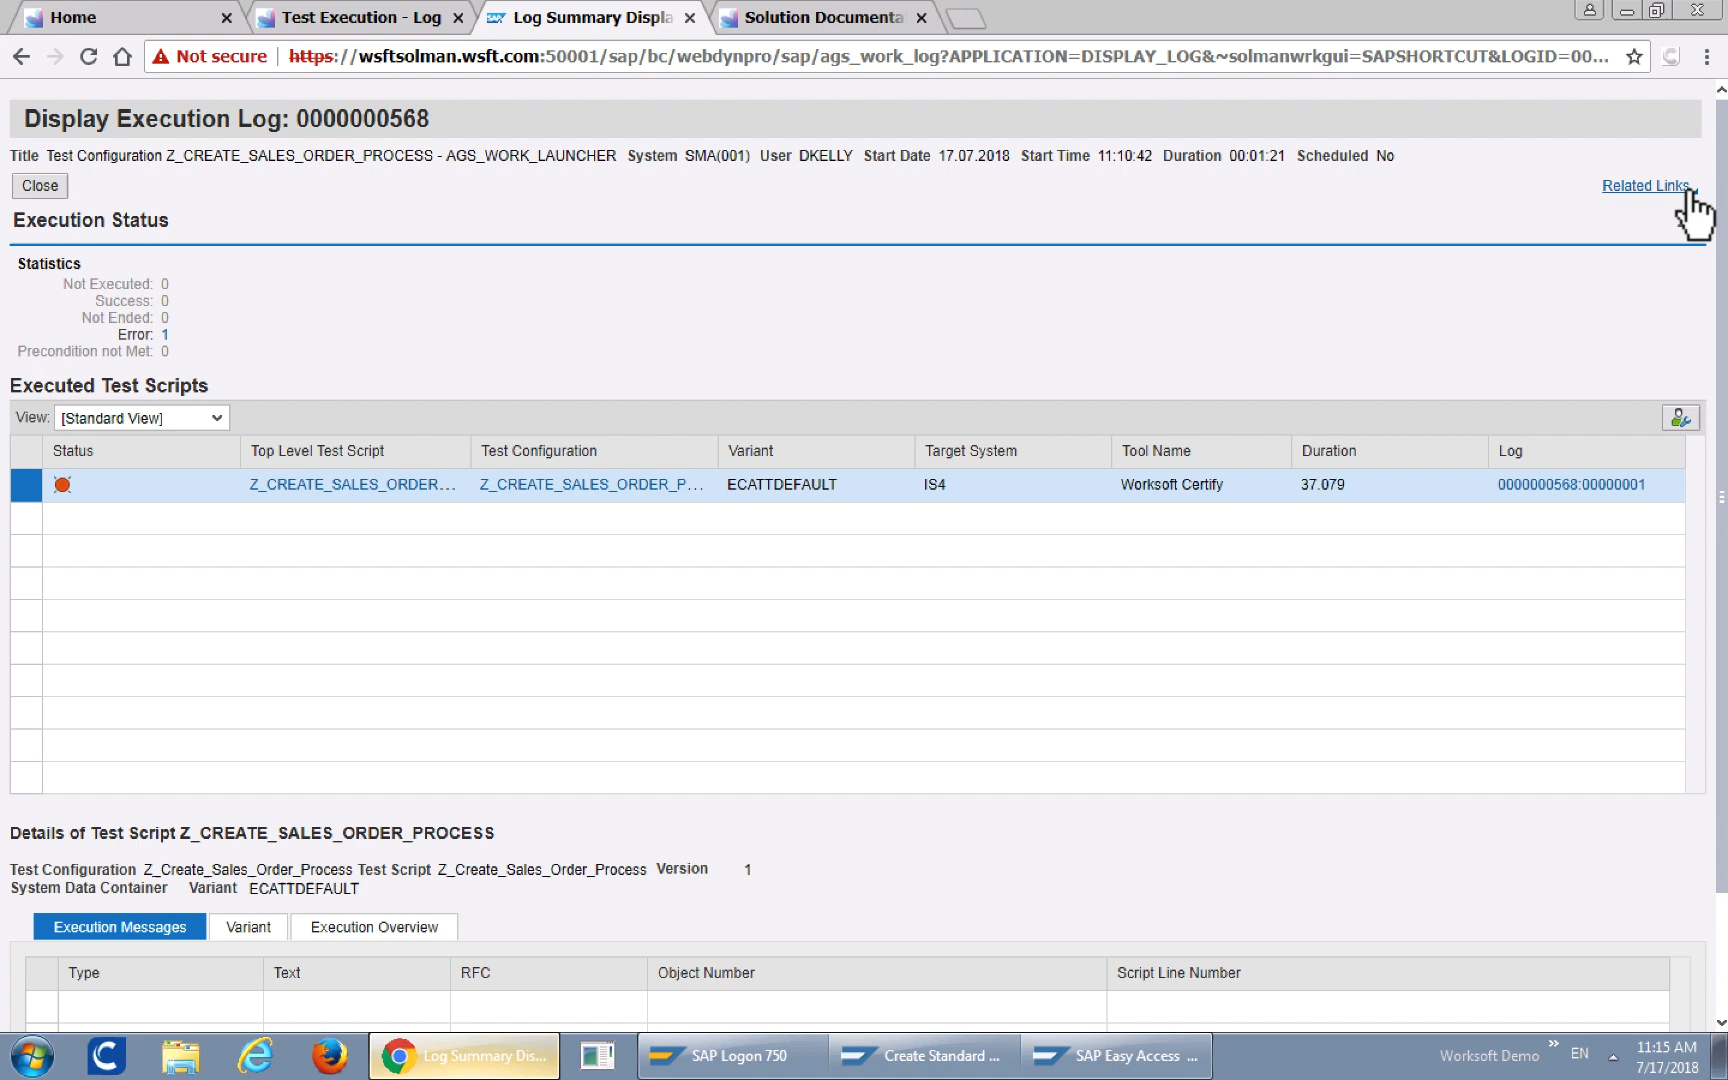 Home
Test Execution - Log
Log Summary Displa
Solution Documenta
Not secure https://wsftsolman.wsft.com:50001/sap/bc/webdynpro/sap/ags_work_log?APPLICATION=DISPLAY_LOG&~solmanwrkgui=SAPSHORTCUT&LOGID=00...
Display Execution Log: 0000000568
Title Test Configuration Z_CREATE_SALES_ORDER_PROCESS - AGS_WORK_LAUNCHER System SMA(001) User DKELLY Start Date 17.07.2018 Start Time 11:10:42 Duration 00:01:21 Scheduled No
Close
Related Links
Execution Status
Statistics
Not Executed: 0
Success: 0
Not Ended: 0
Error: 1
Precondition not Met: 0
Executed Test Scripts
View: [Standard View]
Status Top Level Test Script Test Configuration Variant Target System Tool Name Duration Log
Z_CREATE_SALES_ORDER... Z_CREATE_SALES_ORDER_P... ECATTDEFAULT IS4 Worksoft Certify 37.079 0000000568:00000001
Details of Test Script Z_CREATE_SALES_ORDER_PROCESS
Test Configuration Z_Create_Sales_Order_Process Test Script Z_Create_Sales_Order_Process Version 1
System Data Container Variant ECATTDEFAULT
Execution Messages Variant Execution Overview
Type Text RFC Object Number Script Line Number
Log Summary Dis...
SAP Logon 750
Create Standard ...
SAP Easy Access ...
Worksoft Demo
EN
11:15 AM
7/17/2018